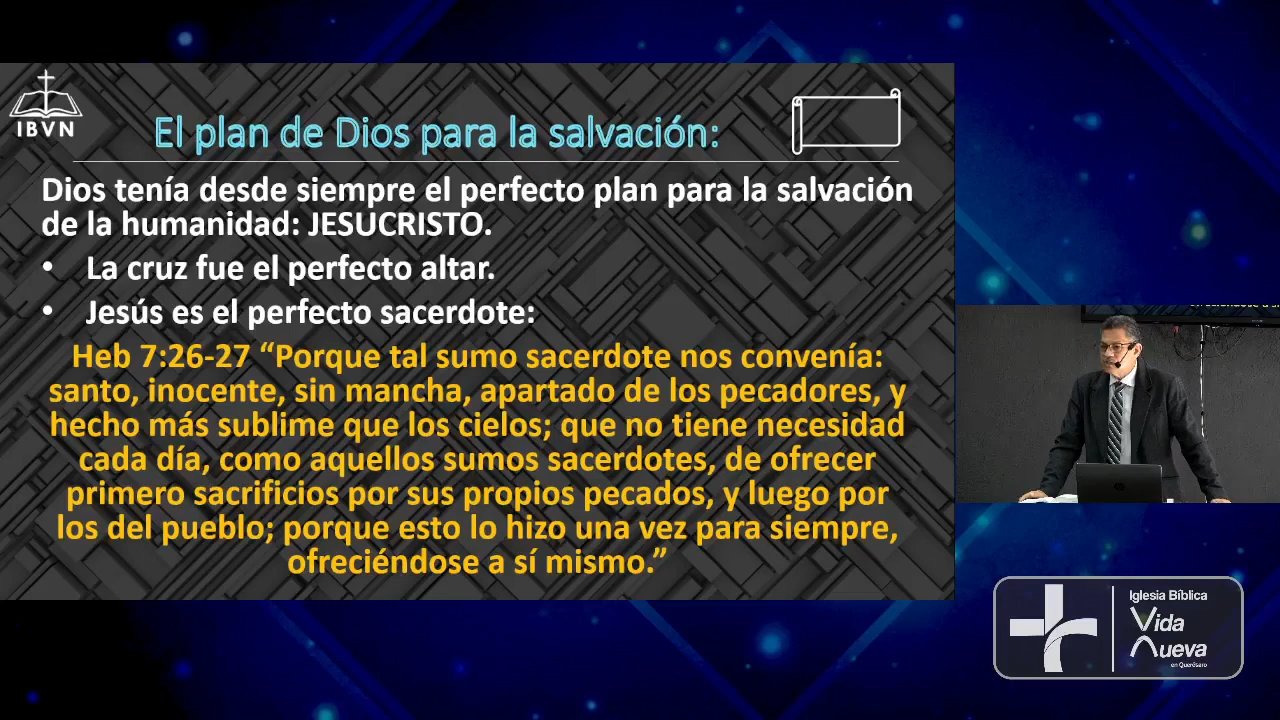 IBVN
El plan de Dios para la salvación:
Dios tenía desde siempre el perfecto plan para la salvación
de la humanidad: JESUCRISTO.
• La cruz fue el perfecto altar.
• Jesús es el perfecto sacerdote:
Heb 7:26-27 “Porque tal sumo sacerdote nos convenía:
santo, inocente, sin mancha, apartado de los pecadores, y
hecho más sublime que los cielos; que no tiene necesidad
cada día, como aquellos sumos sacerdotes, de ofrecer
primero sacrificios por sus propios pecados, y luego por
los del pueblo; porque esto lo hizo una vez para siempre,
ofreciéndose a sí mismo.”
Iglesia Bíblica
Vida
Nueva
en Querétaro